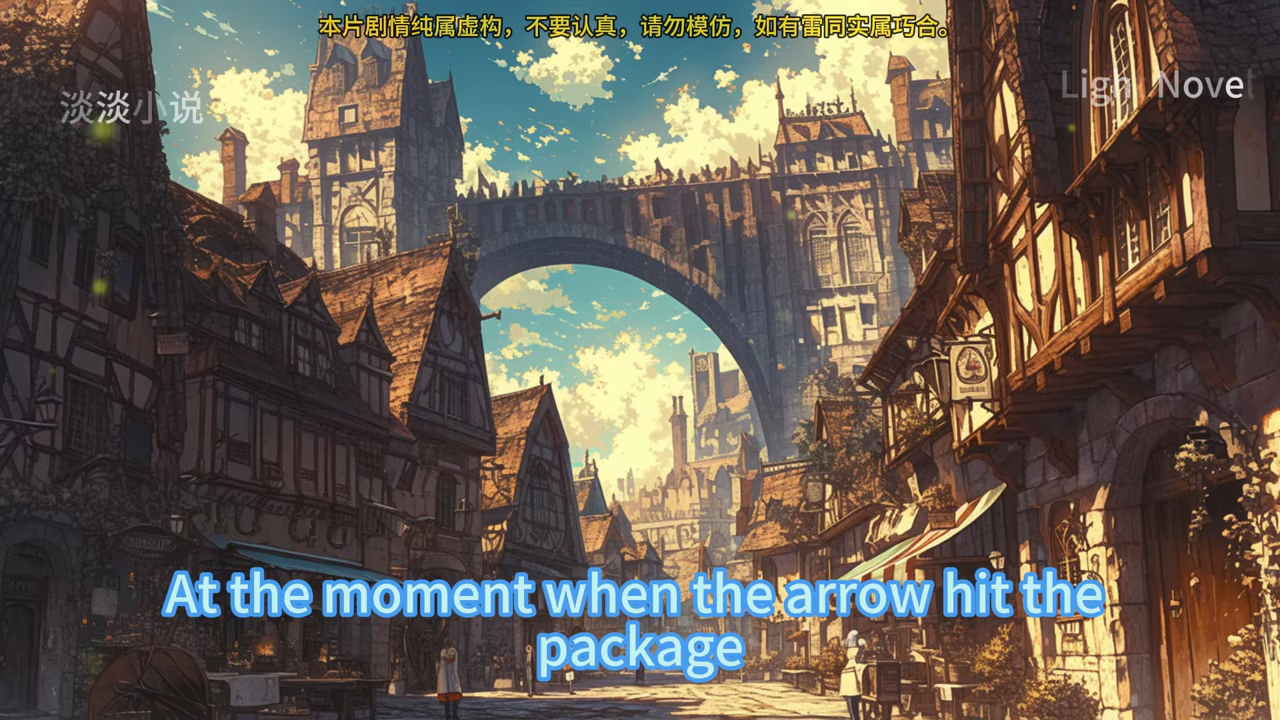 本片剧情纯属虚构，不要认真，请勿模仿，如有雷同实属巧合。
淡淡小说
Light Novel
At the moment when the arrow hit the
package